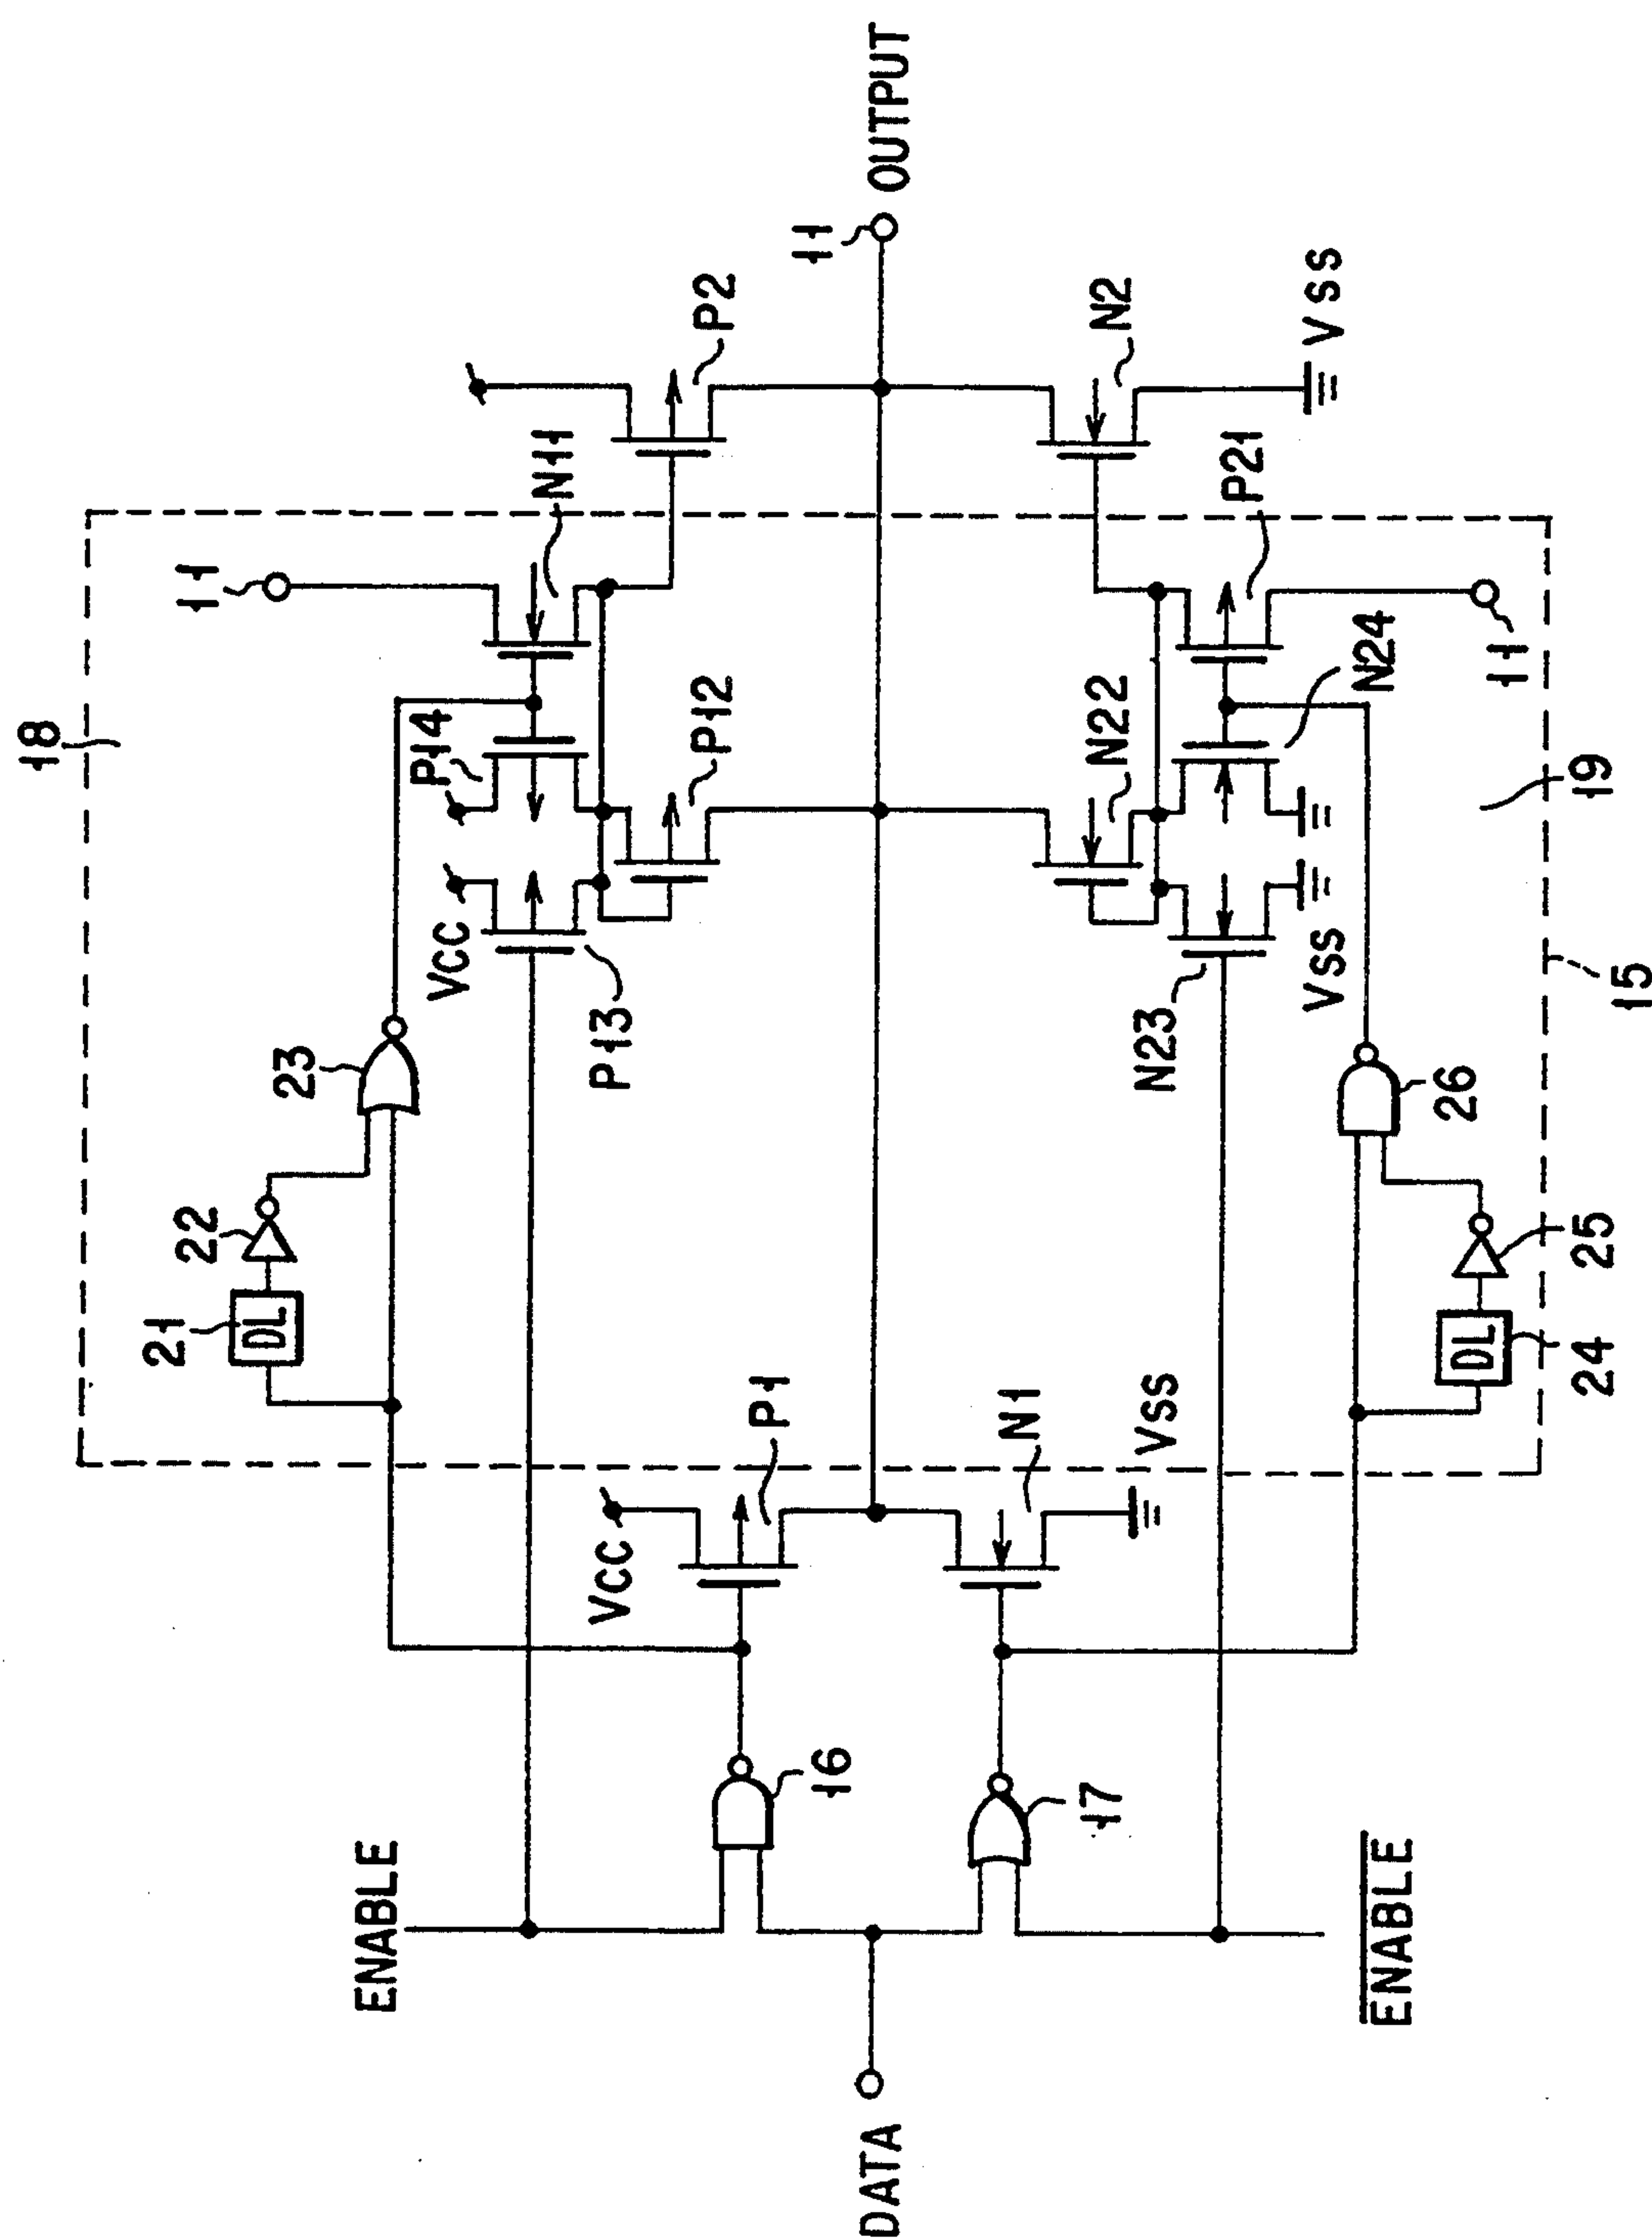 18
21
22
11
DL
23
ENABLE
P14
VCC
N11
P13
VCC
P12
P2
P1
11
16
DATA
OUTPUT
N1
17
N22
N2
N23
VSS
P21
VSS
VSS
N24
ENABLE
26
DL
11
24
25
19
15